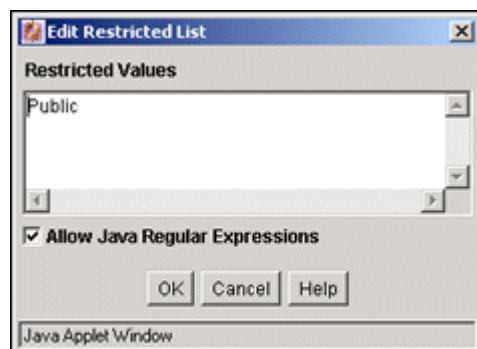 Edit Restricted List
Restricted Values
Public
Allow Java Regular Expressions
OK Cancel Help
Java Applet Window